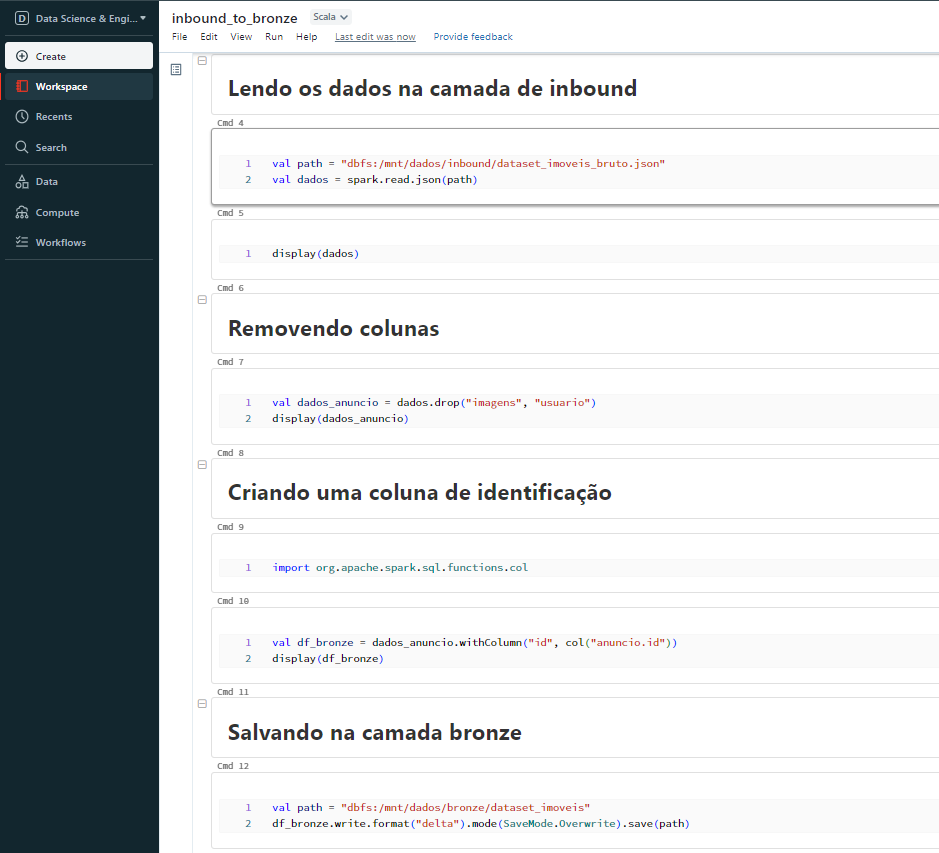 D Data Science & Engi...
Create
Workspace
Recents
Search
Data
Compute
Workflows
inbound_to_bronze Scala
File Edit View Run Help Last edit was now Provide feedback
Lendo os dados na camada de inbound
Cmd 4
1 val path = "dbfs:/mnt/dados/inbound/dataset_imoveis_bruto.json"
2 val dados = spark.read.json(path)
Cmd 5
1 display(dados)
Cmd 6
Removendo colunas
Cmd 7
1 val dados_anuncio = dados.drop("imagens", "usuario")
2 display(dados_anuncio)
Cmd 8
Criando uma coluna de identificação
Cmd 9
1 import org.apache.spark.sql.functions.col
Cmd 10
1 val df_bronze = dados_anuncio.withColumn("id", col("anuncio.id"))
2 display(df_bronze)
Cmd 11
Salvando na camada bronze
Cmd 12
1 val path = "dbfs:/mnt/dados/bronze/dataset_imoveis"
2 df_bronze.write.format("delta").mode(SaveMode.Overwrite).save(path)